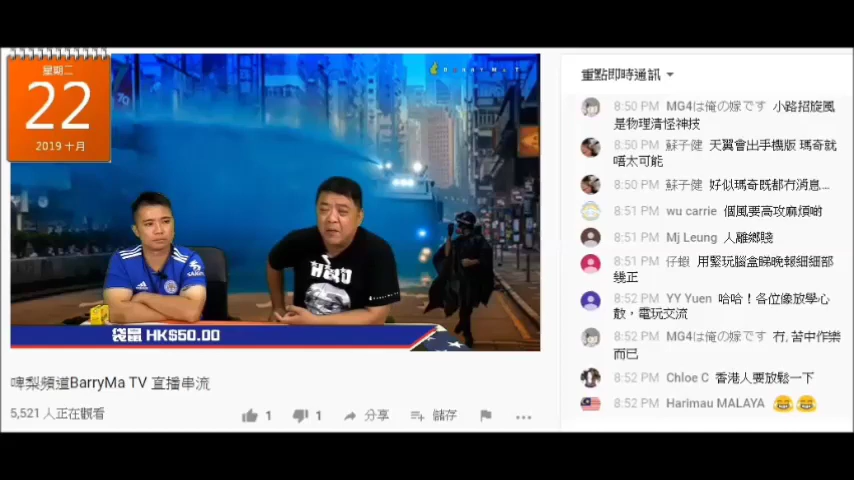 星期二
22
2019 十月
BARRYMAT
袋鼠 HK$50.00
啤梨頻道BarryMa TV 直播串流
5,521 人正在觀看
1
1
分享
儲存
重點即時通訊
8:50 PM MG4は俺の嫁です 小路招旋風
是物理清怪神技
8:50 PM 蘇子健 天翼會出手機版 瑪奇就
唔太可能
8:50 PM 蘇子健 好似瑪奇既都冇消息...
8:51 PM wu carrie 個風要高攻麻煩啲
8:51 PM Mj Leung 人離鄉賤
8:51 PM 仔蝦 用緊玩腦盒睇晚報細細部
幾正
8:52 PM YY Yuen 哈哈！各位像放學心
散，電玩交流
8:52 PM MG4は俺の嫁です 冇, 苦中作樂
而已
8:52 PM Chloe C 香港人要放鬆一下
8:52 PM Harimau MALAYA 😂😂